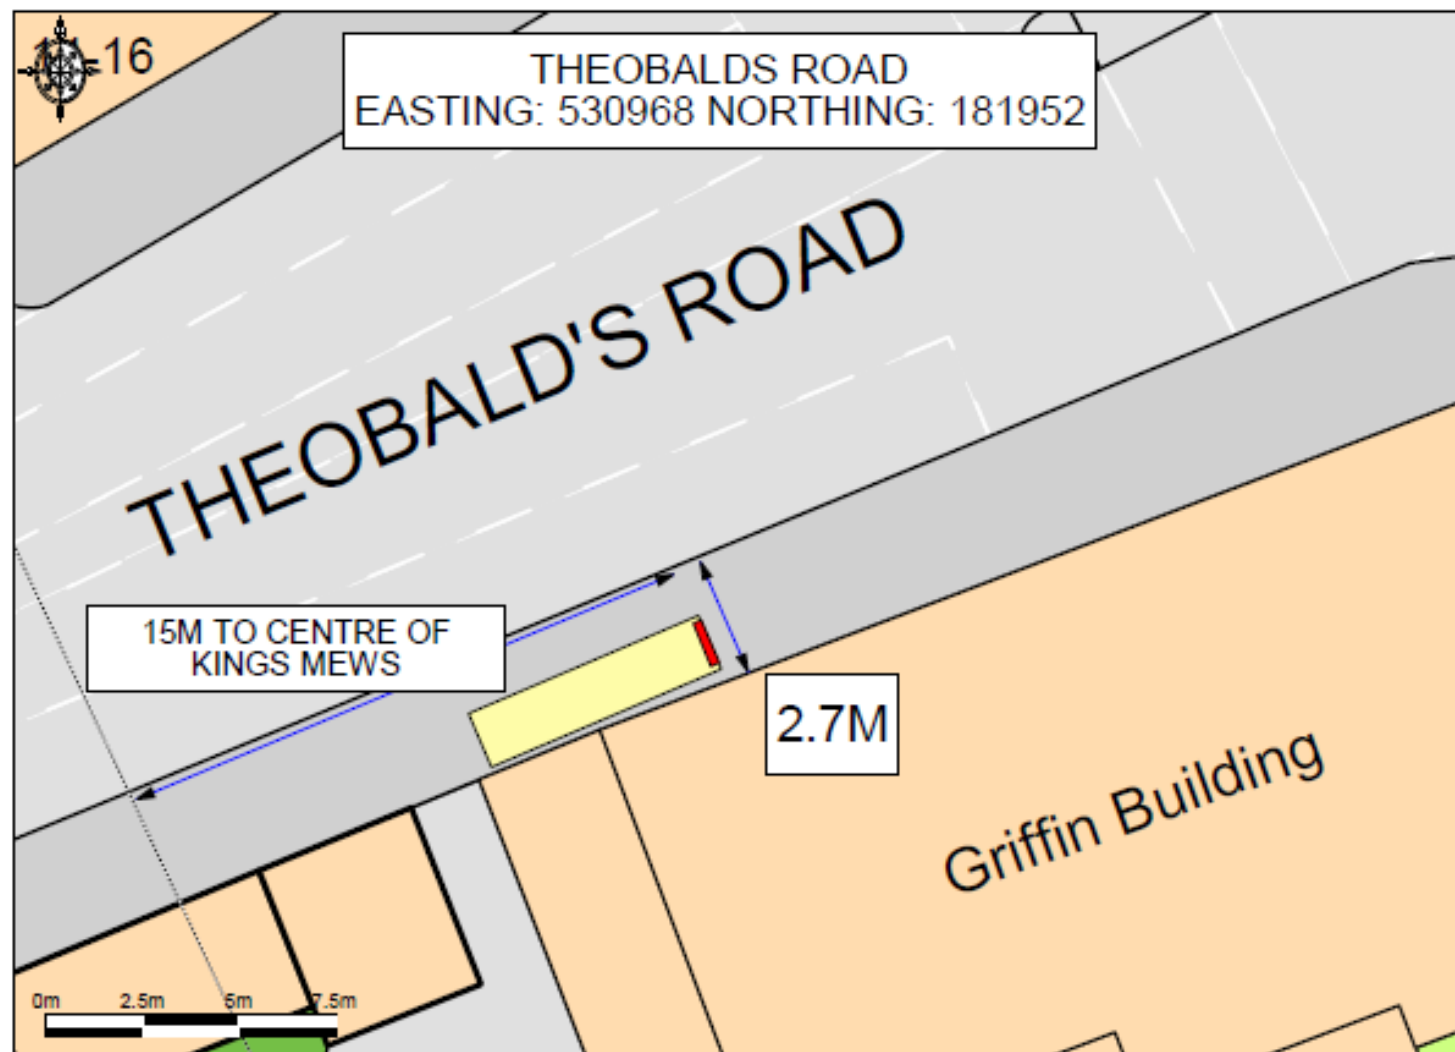 -16
THEOBALDS ROAD
EASTING: 530968 NORTHING: 181952
THEOBALD'S ROAD
15M TO CENTRE OF
KINGS MEWS
2.7M
Griffin Building
0m 2.5m 5m 7.5m